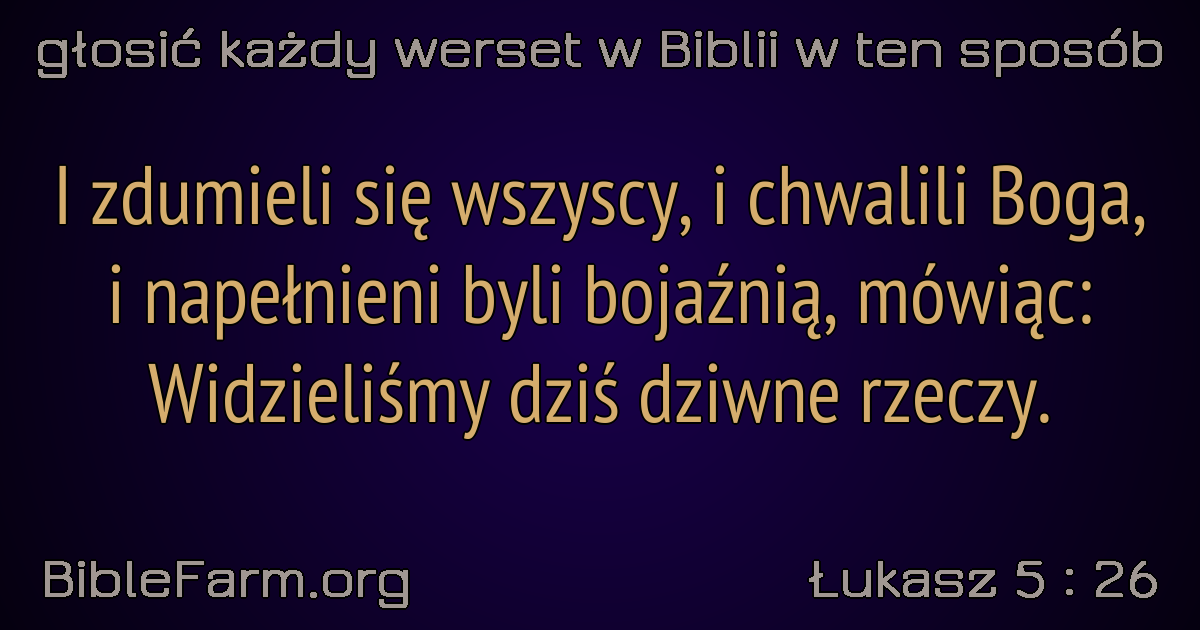 głosić każdy werset w Biblii w ten sposób
I zdumieli się wszyscy, i chwalili Boga,
i napełnieni byli bojaźnią, mówiąc:
Widzieliśmy dziś dziwne rzeczy.
BibleFarm.org
Łukasz 5 : 26